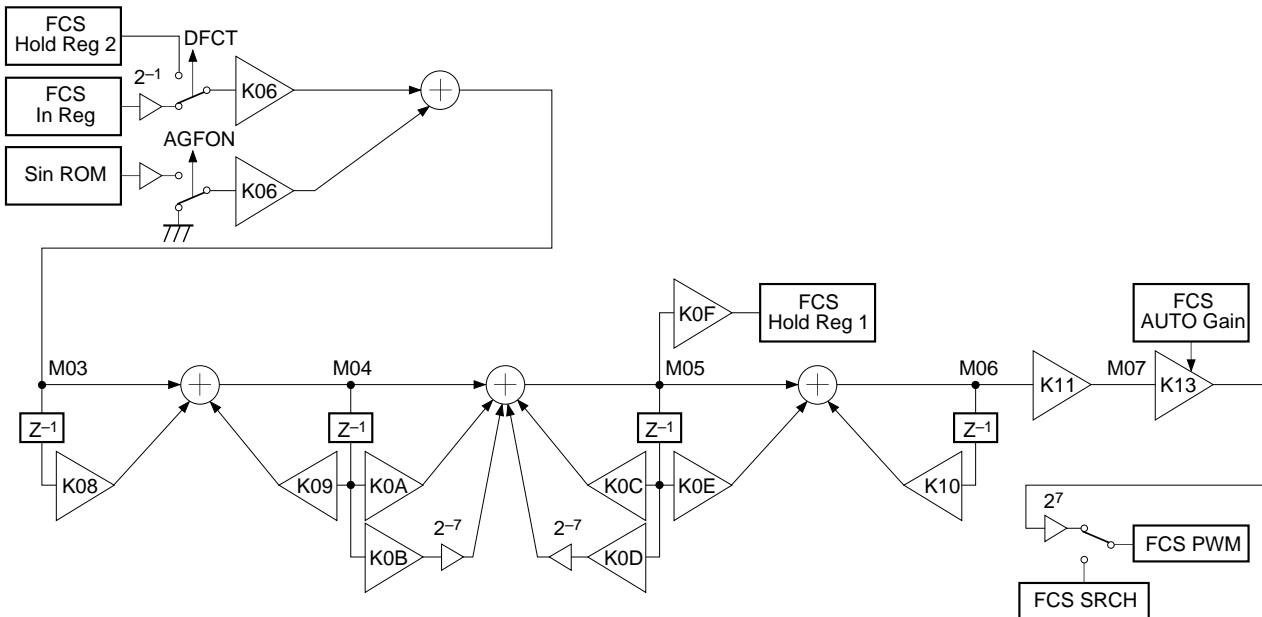 FCS
Hold Reg 2
DFCT
2–1
K06
FCS
In Reg
AGFON
Sin ROM
K06
K0F
FCS
Hold Reg 1
FCS
AUTO Gain
M03
M04
M05
M06
K11
M07
K13
Z–1
Z–1
Z–1
Z–1
K08
K09
K0A
K0C
K0E
K10
K0B
2–7
2–7
K0D
27
FCS PWM
FCS SRCH